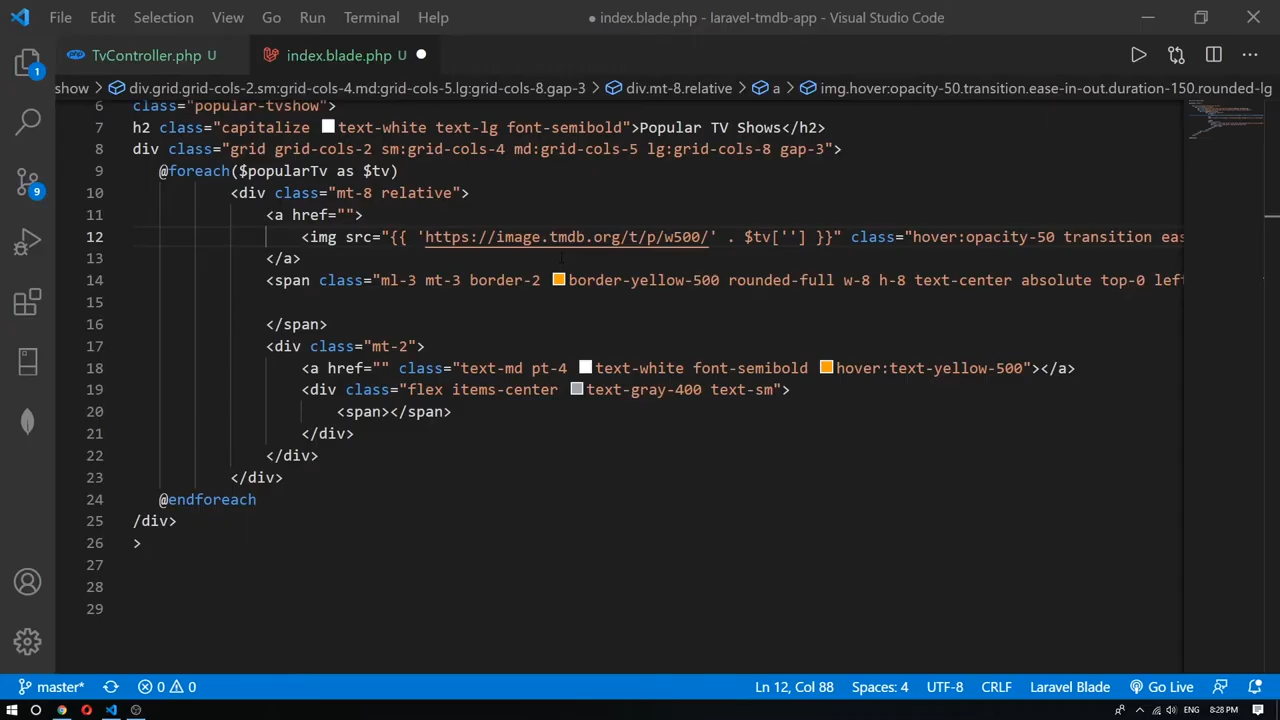 File Edit Selection View Go Run Terminal Help ● index.blade.php - laravel-tmdb-app - Visual Studio Code
TvController.php U index.blade.php U
show > div.grid.grid-cols-2.sm:grid-cols-4.md:grid-cols-5.lg:grid-cols-8.gap-3 > div.mt-8.relative > a > img.hover:opacity-50.transition.ease-in-out.duration-150.rounded-lg
6 class="popular-tvshow">
7 h2 class="capitalize text-white text-lg font-semibold">Popular TV Shows</h2>
8 div class="grid grid-cols-2 sm:grid-cols-4 md:grid-cols-5 lg:grid-cols-8 gap-3">
9 @foreach($popularTv as $tv)
10 <div class="mt-8 relative">
11 <a href="">
12 <img src="{{ 'https://image.tmdb.org/t/p/w500/' . $tv[''] }}" class="hover:opacity-50 transition eas
13 </a>
14 <span class="ml-3 mt-3 border-2 border-yellow-500 rounded-full w-8 h-8 text-center absolute top-0 left
15
16 </span>
17 <div class="mt-2">
18 <a href="" class="text-md pt-4 text-white font-semibold hover:text-yellow-500"></a>
19 <div class="flex items-center text-gray-400 text-sm">
20 <span></span>
21 </div>
22 </div>
23 </div>
24 @endforeach
25 /div>
26 >
27
28
29
1
9
master* 0 0 Ln 12, Col 88 Spaces: 4 UTF-8 CRLF Laravel Blade Go Live
ENG 8:28 PM